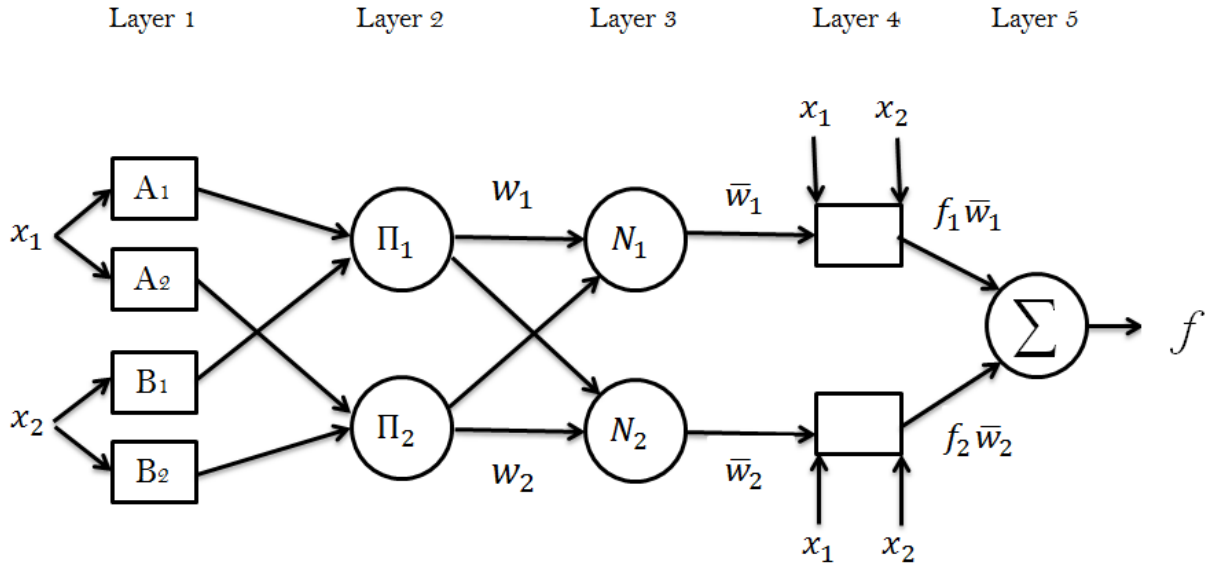 Layer 1 Layer 2 Layer 3 Layer 4 Layer 5
x₁ x₂
A1 w₁ w̅₁ f₁w̅₁
x₁ Π₁ N₁
A2
∑ f
B1
x₂ Π₂ N₂
B2 w₂ w̅₂ f₂w̅₂
x₁ x₂